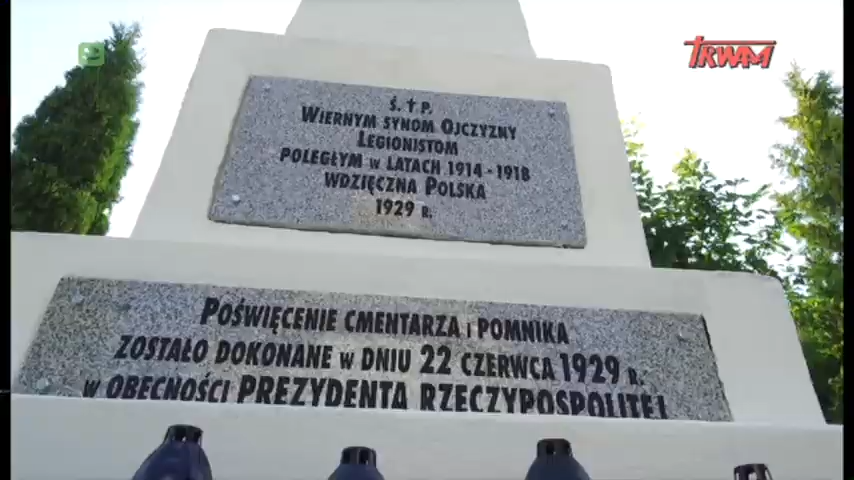 TRWAM
Ś. † P.
WIERNYM SYNOM OJCZYZNY
LEGIONISTOM
POLEGŁYM W LATACH 1914 - 1918
WDZIĘCZNA POLSKA
1929 R.
POŚWIĘCENIE CMENTARZA I POMNIKA
ZOSTAŁO DOKONANE W DNIU 22 CZERWCA 1929 R.
W OBECNOŚCI PREZYDENTA RZECZYPOSPOLITEJ